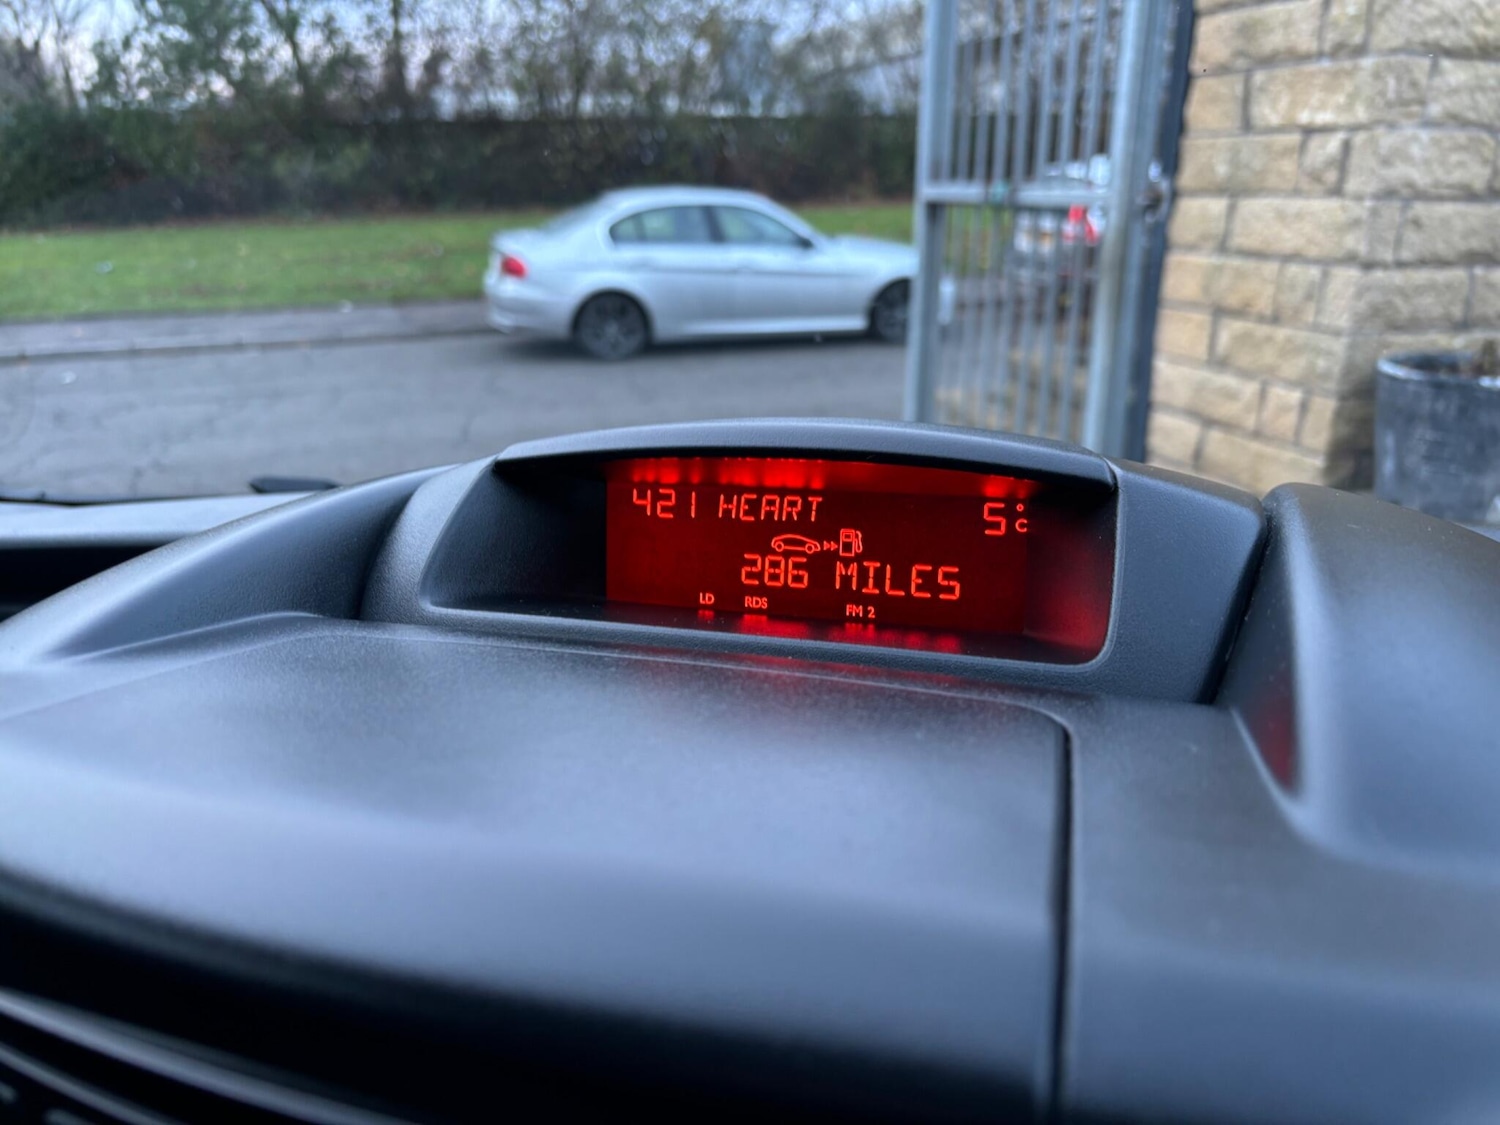 421 HEART 5°C
286 MILES
LD RDS FM 2